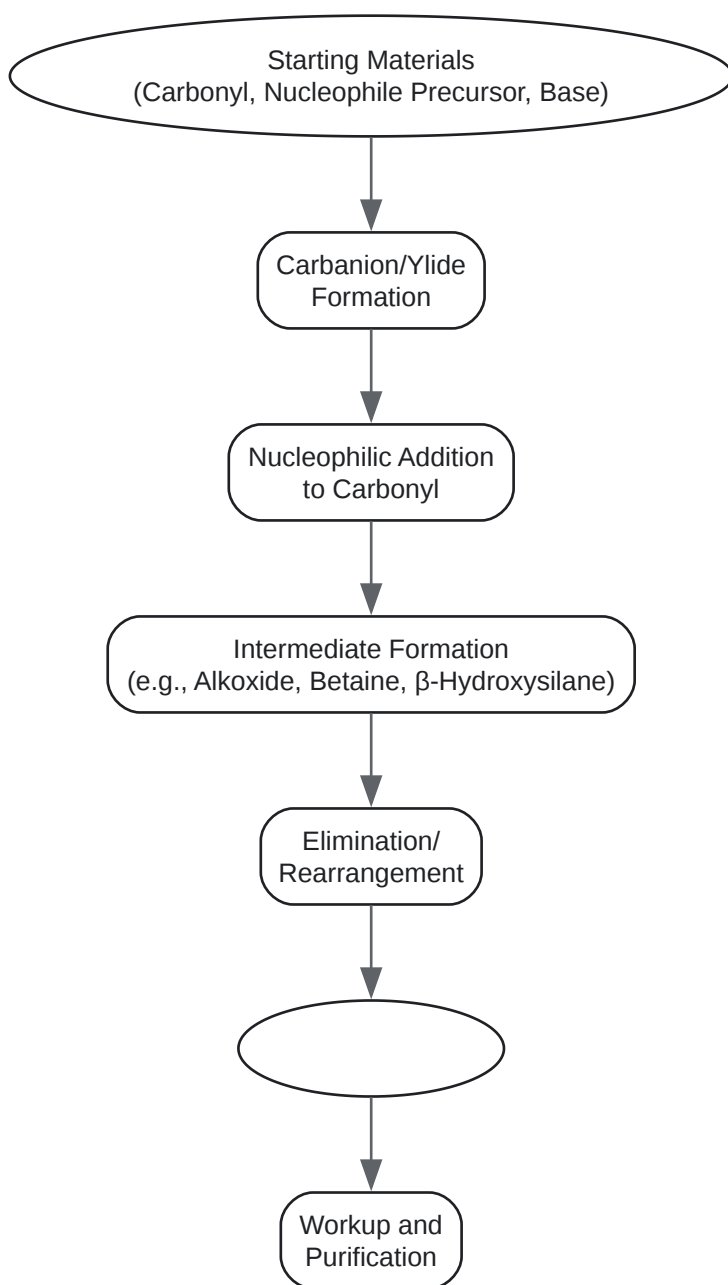 Starting Materials
(Carbonyl, Nucleophile Precursor, Base)
Carbanion/Ylide
Formation
Nucleophilic Addition
to Carbonyl
Intermediate Formation
(e.g., Alkoxide, Betaine, β-Hydroxysilane)
Elimination/
Rearrangement
Workup and
Purification